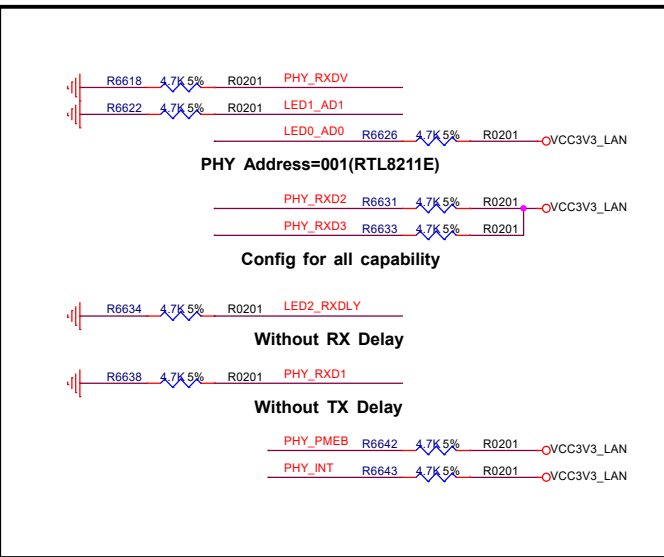 R6618 4.7K 5% R0201 PHY_RXDV
R6622 4.7K 5% R0201 LED1_AD1
LED0_AD0 R6626 4.7K 5% R0201 VCC3V3_LAN
PHY Address=001(RTL8211E)
PHY_RXD2 R6631 4.7K 5% R0201 VCC3V3_LAN
PHY_RXD3 R6633 4.7K 5% R0201
Config for all capability
R6634 4.7K 5% R0201 LED2_RXDLY
Without RX Delay
R6638 4.7K 5% R0201 PHY_RXD1
Without TX Delay
PHY_PMEB R6642 4.7K 5% R0201 VCC3V3_LAN
PHY_INT R6643 4.7K 5% R0201 VCC3V3_LAN